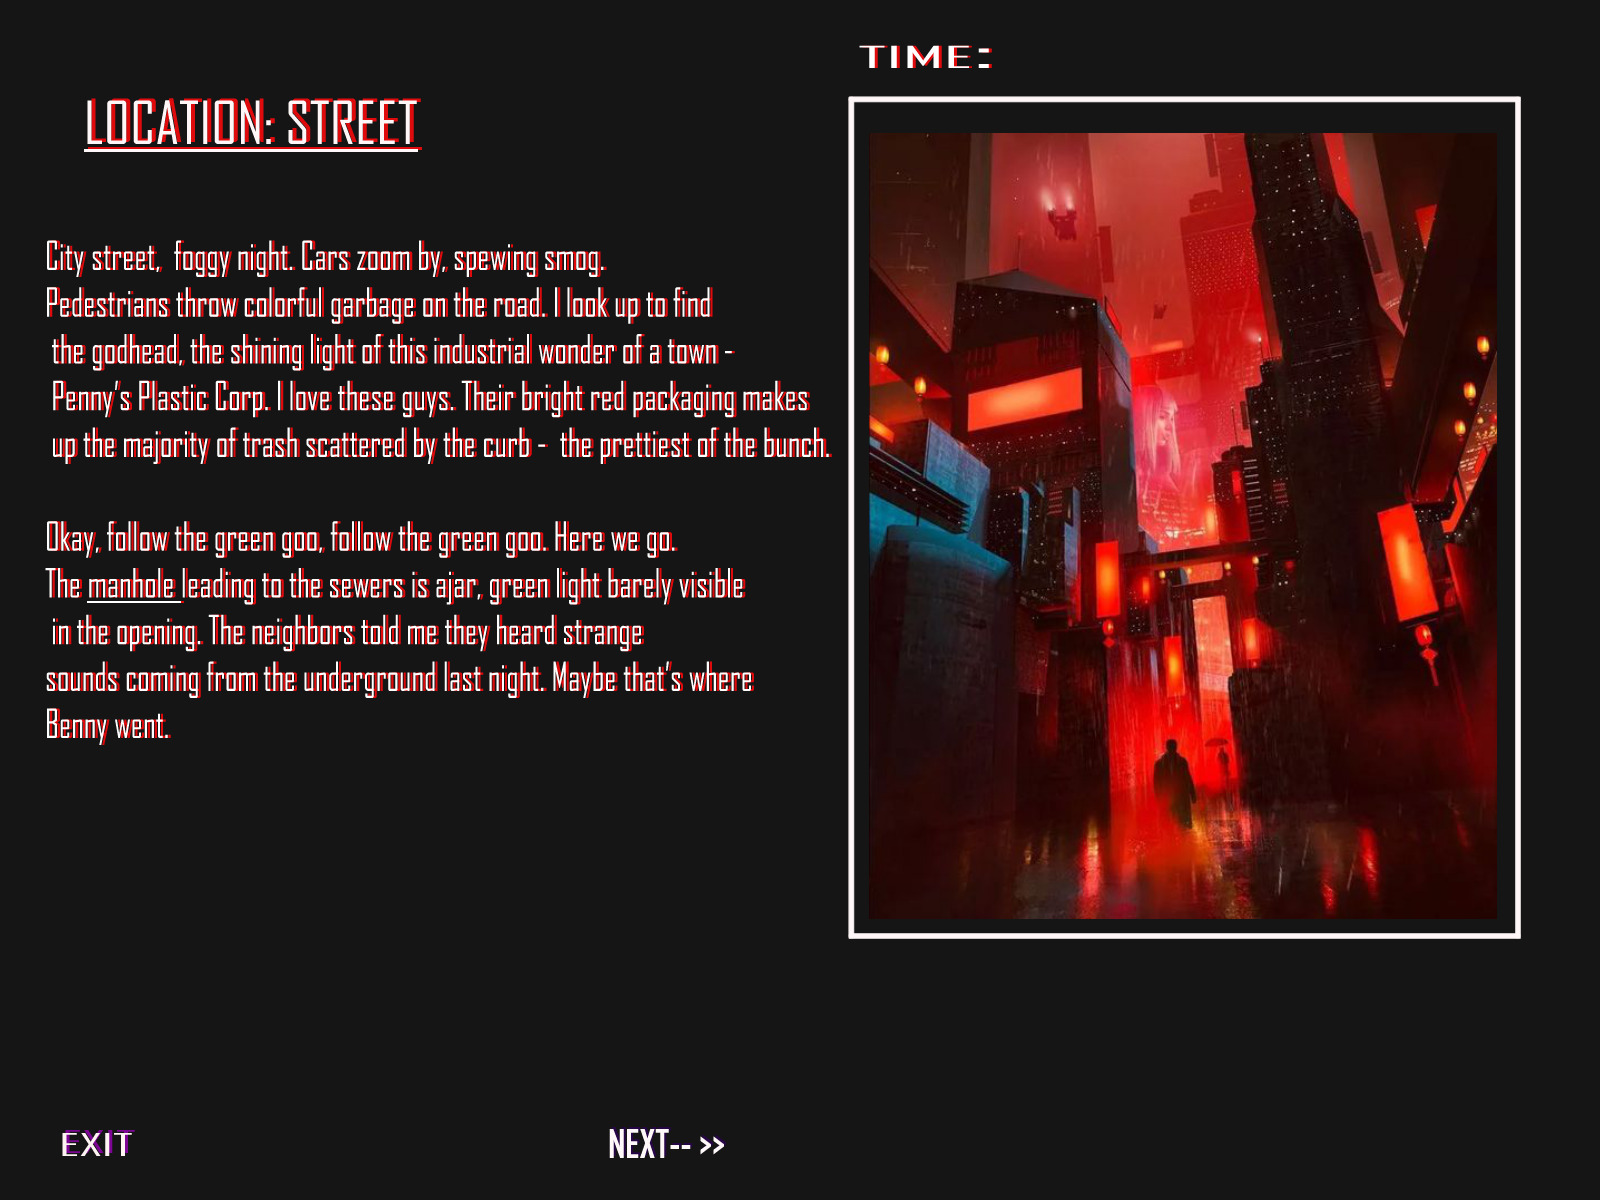 TIME:
LOCATION: STREET
City street, foggy night. Cars zoom by, spewing smog.
Pedestrians throw colorful garbage on the road. I look up to find
the godhead, the shining light of this industrial wonder of a town -
Penny's Plastic Corp. I love these guys. Their bright red packaging makes
up the majority of trash scattered by the curb - the prettiest of the bunch.
Okay, follow the green goo, follow the green goo. Here we go.
The manhole leading to the sewers is ajar, green light barely visible
in the opening. The neighbors told me they heard strange
sounds coming from the underground last night. Maybe that's where
Benny went.
EXIT
NEXT-- >>